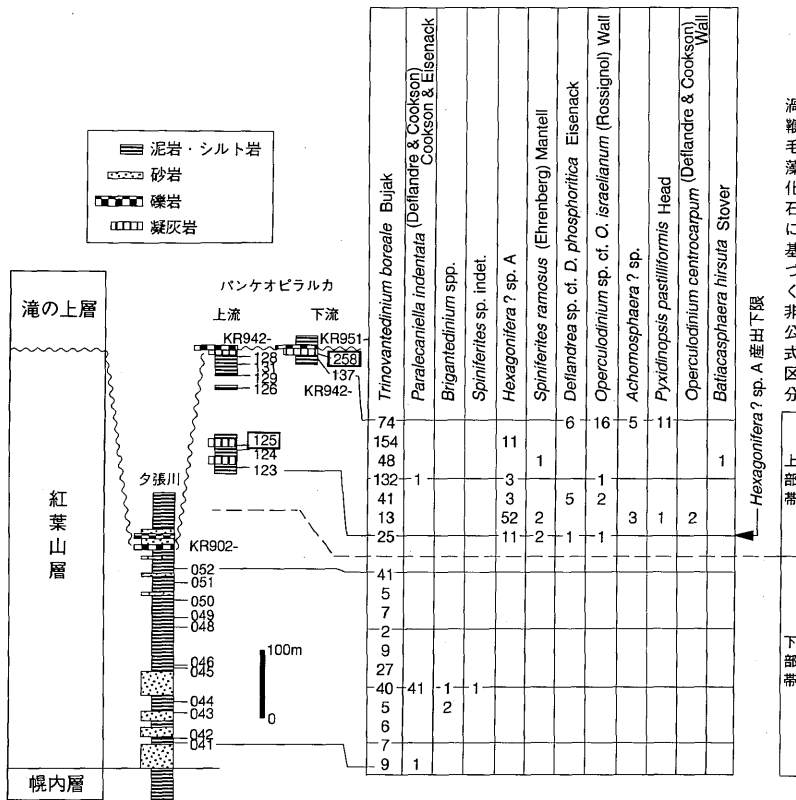 泥岩・シルト岩
砂岩
礫岩
凝灰岩
滝の上層
紅葉山層
幌内層
パンケオピラルカ
上流
下流
KR942-
KR951-
128
131
129
126
258
137
KR942-
125
124
123
夕張川
KR902-
052
051
050
049
048
046
045
044
043
042
041
100m
0
Trinovantedinium boreale Bujak
Paralecaniella indentata (Deflandre & Cookson)
Cookson & Eisenack
Brigantedinium spp.
Spiniferites sp. indet.
Hexagonifera ? sp. A
Spiniferites ramosus (Ehrenberg) Mantell
Deflandrea sp. cf. D. phosphoritica Eisenack
Operculodinium sp. cf. O. israelianum (Rossignol) Wall
Achomosphaera ? sp.
Pyxidinopsis pastilliformis Head
Operculodinium centrocarpum (Deflandre & Cookson)
Wall
Batiacasphaera hirsuta Stover
74 6 16 5 11
154 11
48 1 1
132 1 3 1
41 3 5 2
13 52 2 3 1 2
25 11 2 1 1
41
5
7
2
9
27
40 41 1 1
5 2
6
7
9 1
Hexagonifera ? sp. A 産出下限
渦鞭毛藻化石に基づく非公式区分
上部帯
下部帯